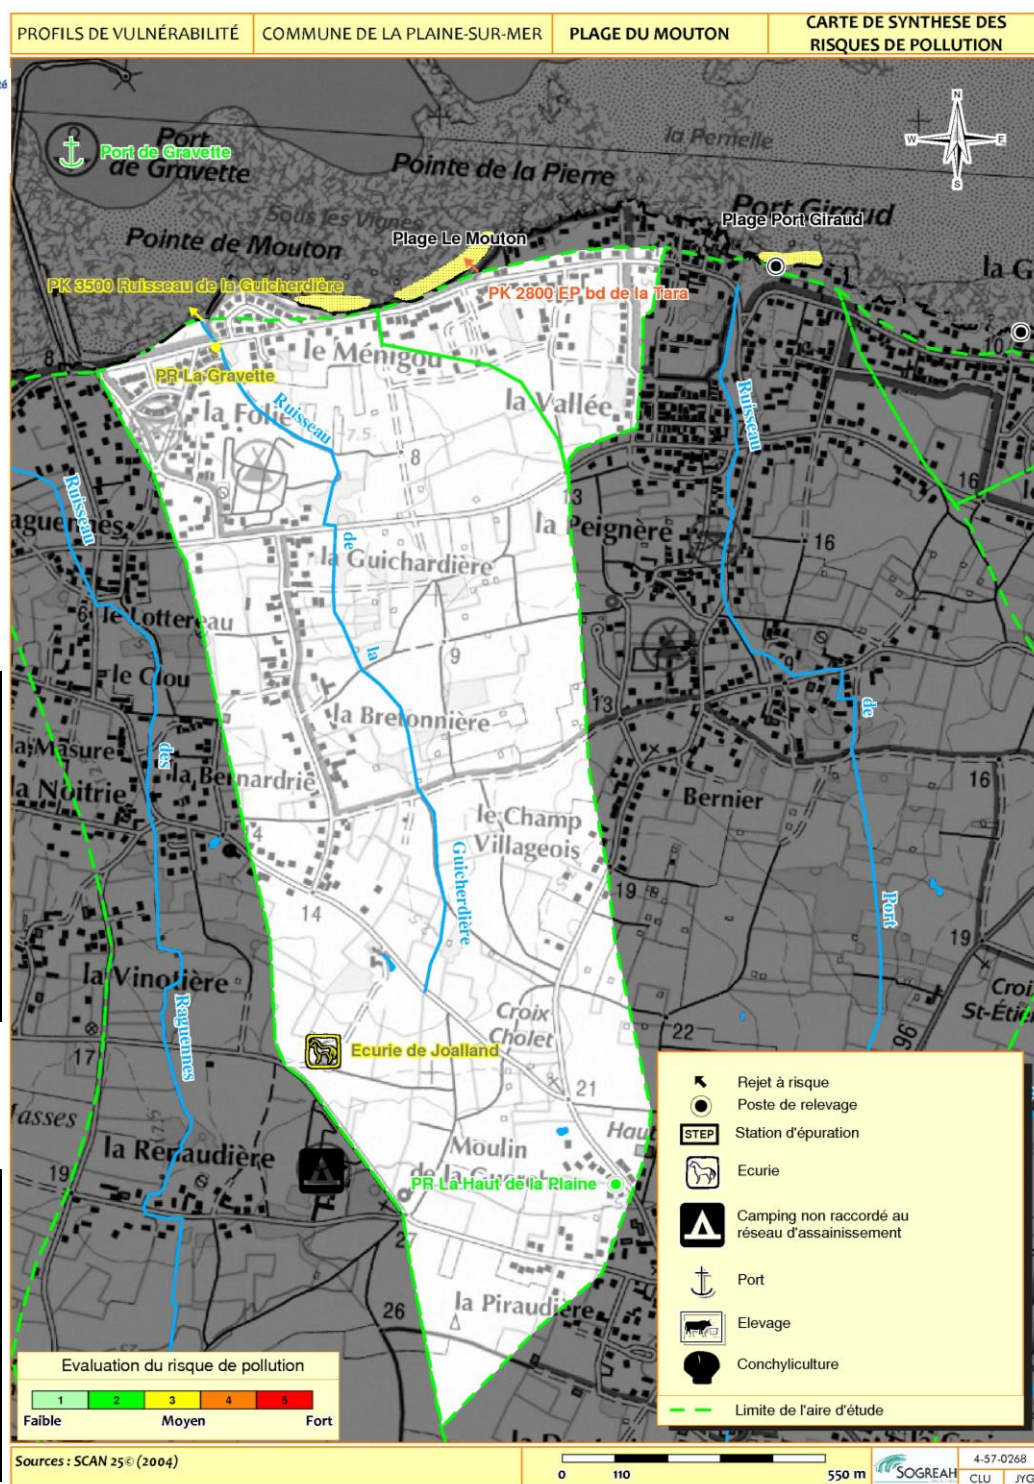 PROFILS DE VULNÉRABILITÉ
COMMUNE DE LA PLAINE-SUR-MER
PLAGE DU MOUTON
CARTE DE SYNTHESE DES
RISQUES DE POLLUTION
N
W
E
S
Port
de Gravette
Port de Gravette
la Pernelle
Pointe de la Pierre
Port Giraud
Plage Port Giraud
Sous les Vignes
Plage Le Mouton
Pointe de Mouton
PK 3500 Ruisseau de la Guicherdière
PK 2800 EP bd de la Tara
8
10
le Ménigou
PR La Gravette
la Folie
Ruisseau
7.5
8
la Vallée
Ruisseau
Ruisseau
13
16
la Peignère
16
de
la Guichardière
6
le Lottereau
la
9
9
le Clou
la Bretonnière
13
de
la Masure
des
la Bernardrie
la Noitrie
Bernier
16
le Champ
Villageois
4
Guicherdière
14
19
Port
19
la Vinotière
Croix
Cholet
22
Raguennes
17
Ecurie de Joalland
21
Moulin
la Renaudière
PR La Haut de la Plaine
19
27
26
la Piraudière
Rejet à risque
Poste de relevage
STEP
Station d'épuration
Ecurie
Camping non raccordé au
réseau d'assainissement
Port
Elevage
Conchyliculture
Limite de l'aire d'étude
Evaluation du risque de pollution
1 2 3 4 5
Faible Moyen Fort
Sources : SCAN 25© (2004)
0 110 550 m
SOGREAH
4-57-0268
CLU